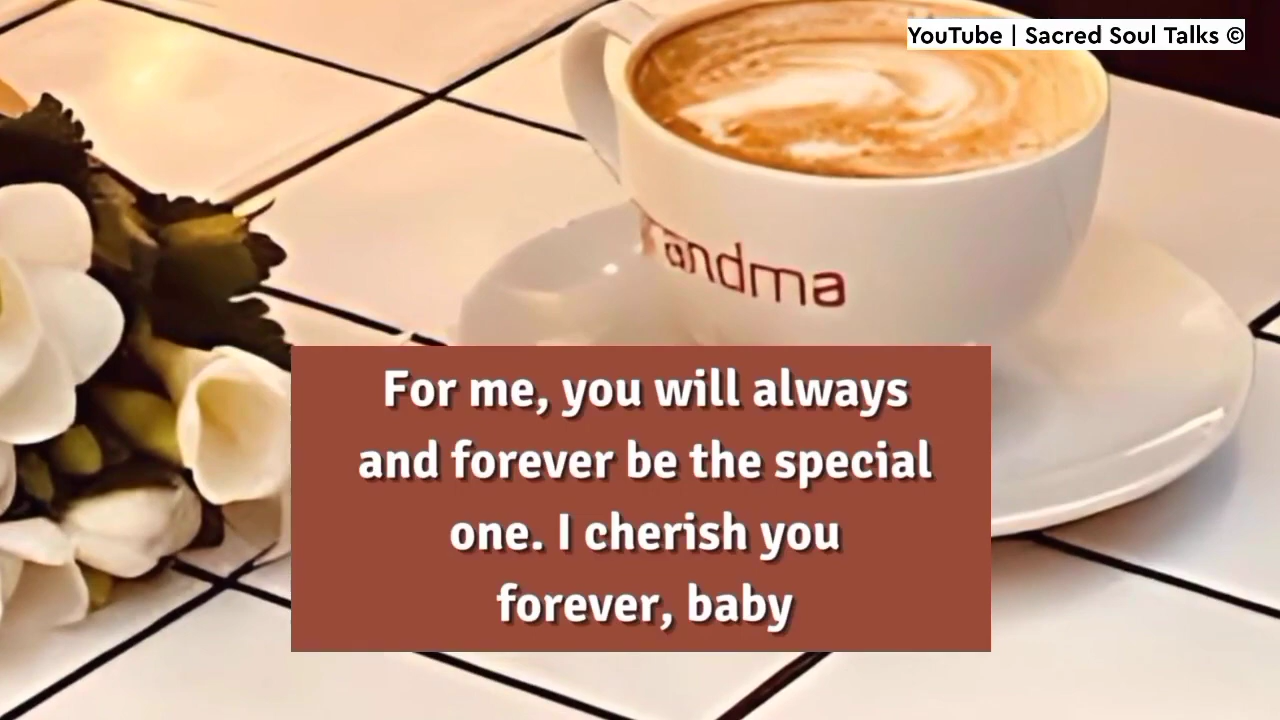 YouTube | Sacred Soul Talks ©
andma
For me, you will always
and forever be the special
one. I cherish you
forever, baby